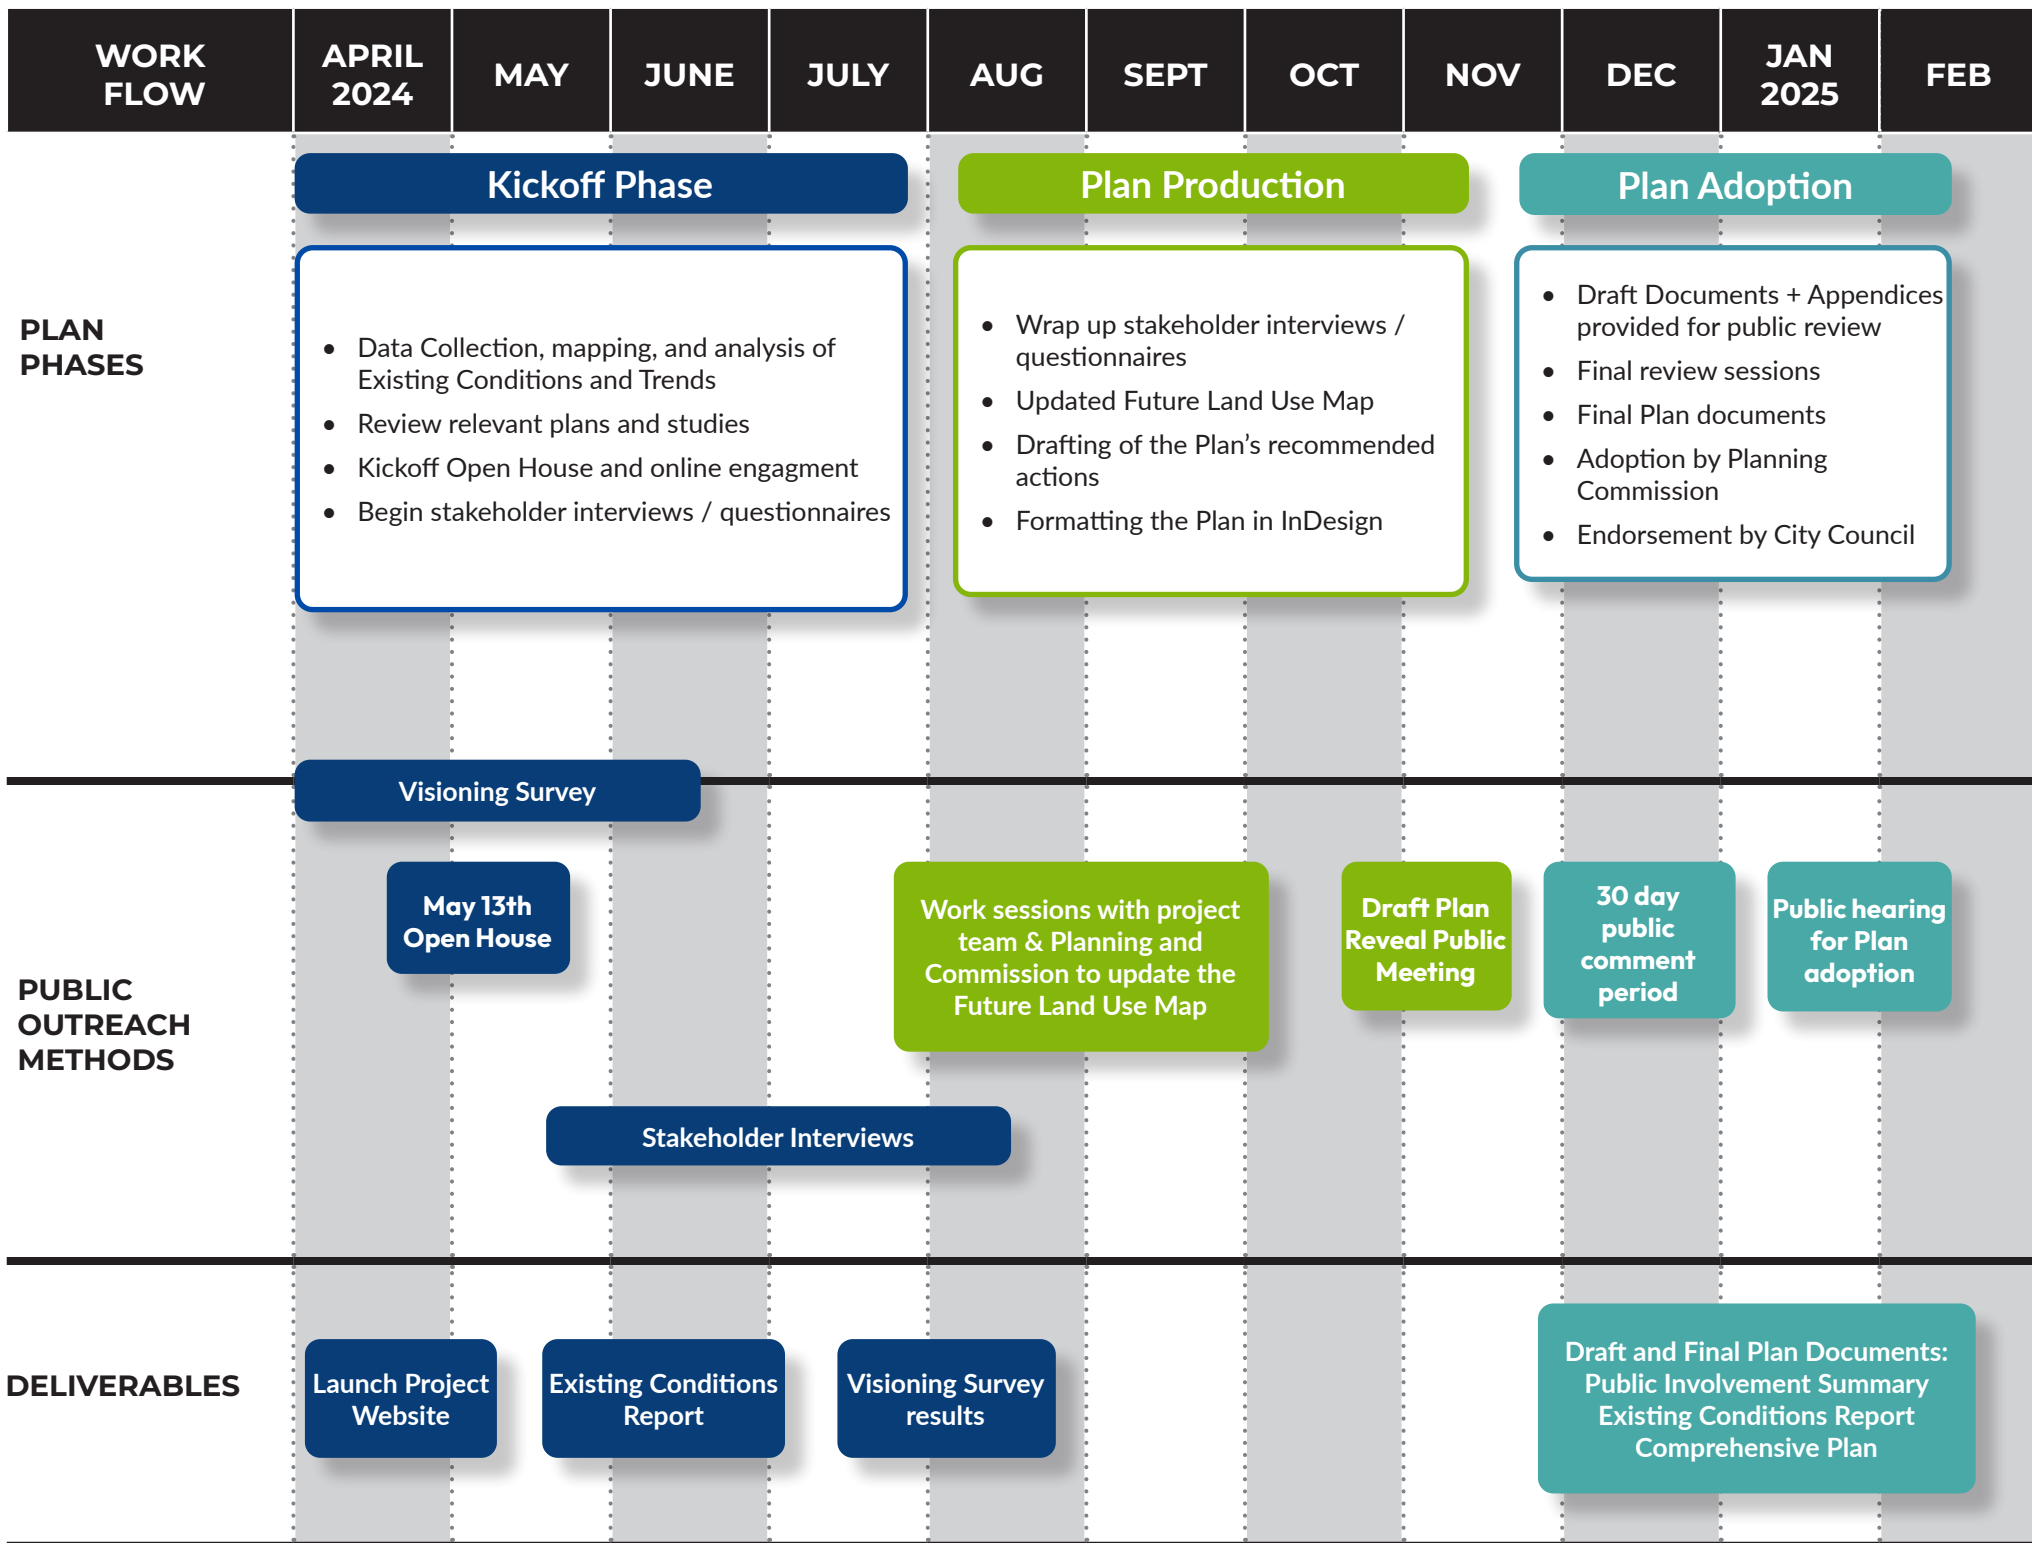 WORK
FLOW
APRIL
2024
MAY
JUNE
JULY
AUG
SEPT
OCT
NOV
DEC
JAN
2025
FEB
PLAN
PHASES
Kickoff Phase
• Data Collection, mapping, and analysis of
Existing Conditions and Trends
• Review relevant plans and studies
• Kickoff Open House and online engagment
• Begin stakeholder interviews / questionnaires
Plan Production
• Wrap up stakeholder interviews /
questionnaires
• Updated Future Land Use Map
• Drafting of the Plan’s recommended
actions
• Formatting the Plan in InDesign
Plan Adoption
• Draft Documents + Appendices
provided for public review
• Final review sessions
• Final Plan documents
• Adoption by Planning
Commission
• Endorsement by City Council
PUBLIC
OUTREACH
METHODS
Visioning Survey
May 13th
Open House
Work sessions with project
team & Planning and
Commission to update the
Future Land Use Map
Draft Plan
Reveal Public
Meeting
30 day
public
comment
period
Public hearing
for Plan
adoption
Stakeholder Interviews
DELIVERABLES
Launch Project
Website
Existing Conditions
Report
Visioning Survey
results
Draft and Final Plan Documents:
Public Involvement Summary
Existing Conditions Report
Comprehensive Plan